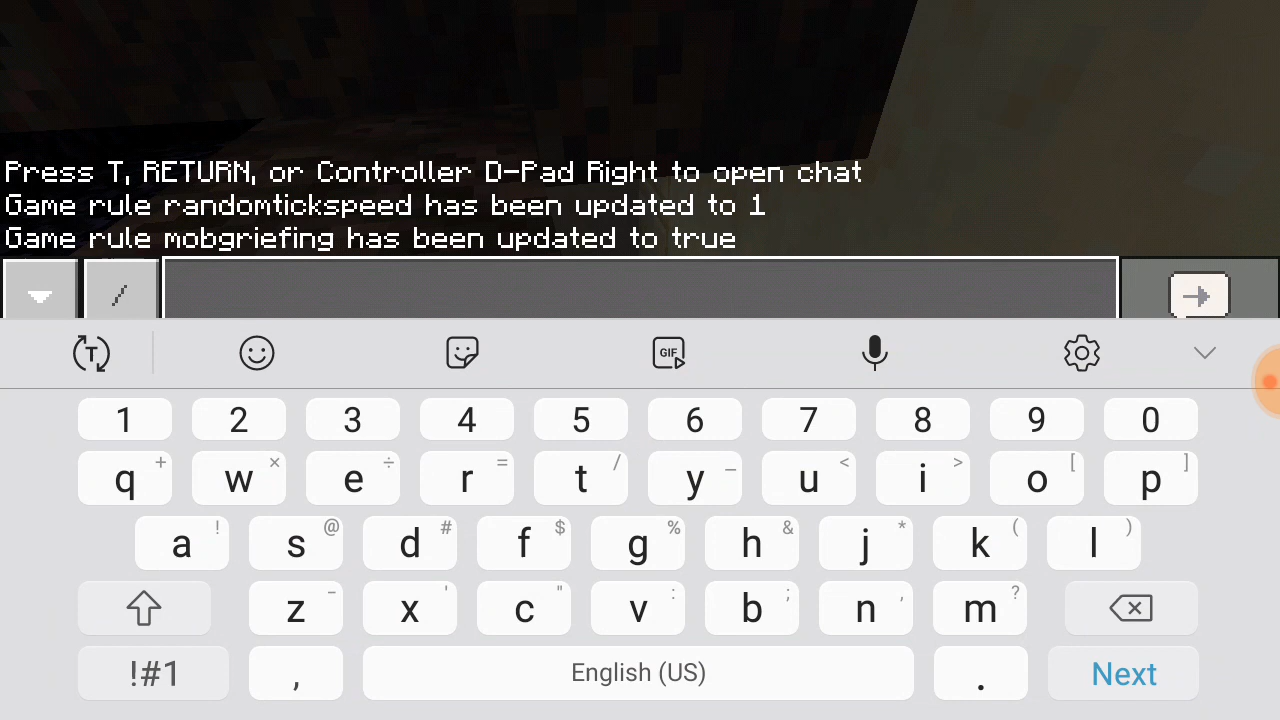 Press T, RETURN, or Controller D-Pad Right to open chat
Game rule randomtickspeed has been updated to 1
Game rule mobgriefing has been updated to true
/
T GIF
1 2 3 4 5 6 7 8 9 0
q + w × e ÷ r = t / y _ u < i > o [ p ]
a ! s @ d # f $ g % h & j * k ( l )
z - x ' c " v : b ; n , m ?
!#1 , English (US) . Next